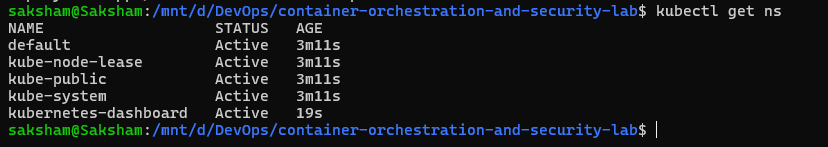 saksham@Saksham:/mnt/d/DevOps/container-orchestration-and-security-lab$ kubectl get ns
NAME STATUS AGE
default Active 3m11s
kube-node-lease Active 3m11s
kube-public Active 3m11s
kube-system Active 3m11s
kubernetes-dashboard Active 19s
saksham@Saksham:/mnt/d/DevOps/container-orchestration-and-security-lab$